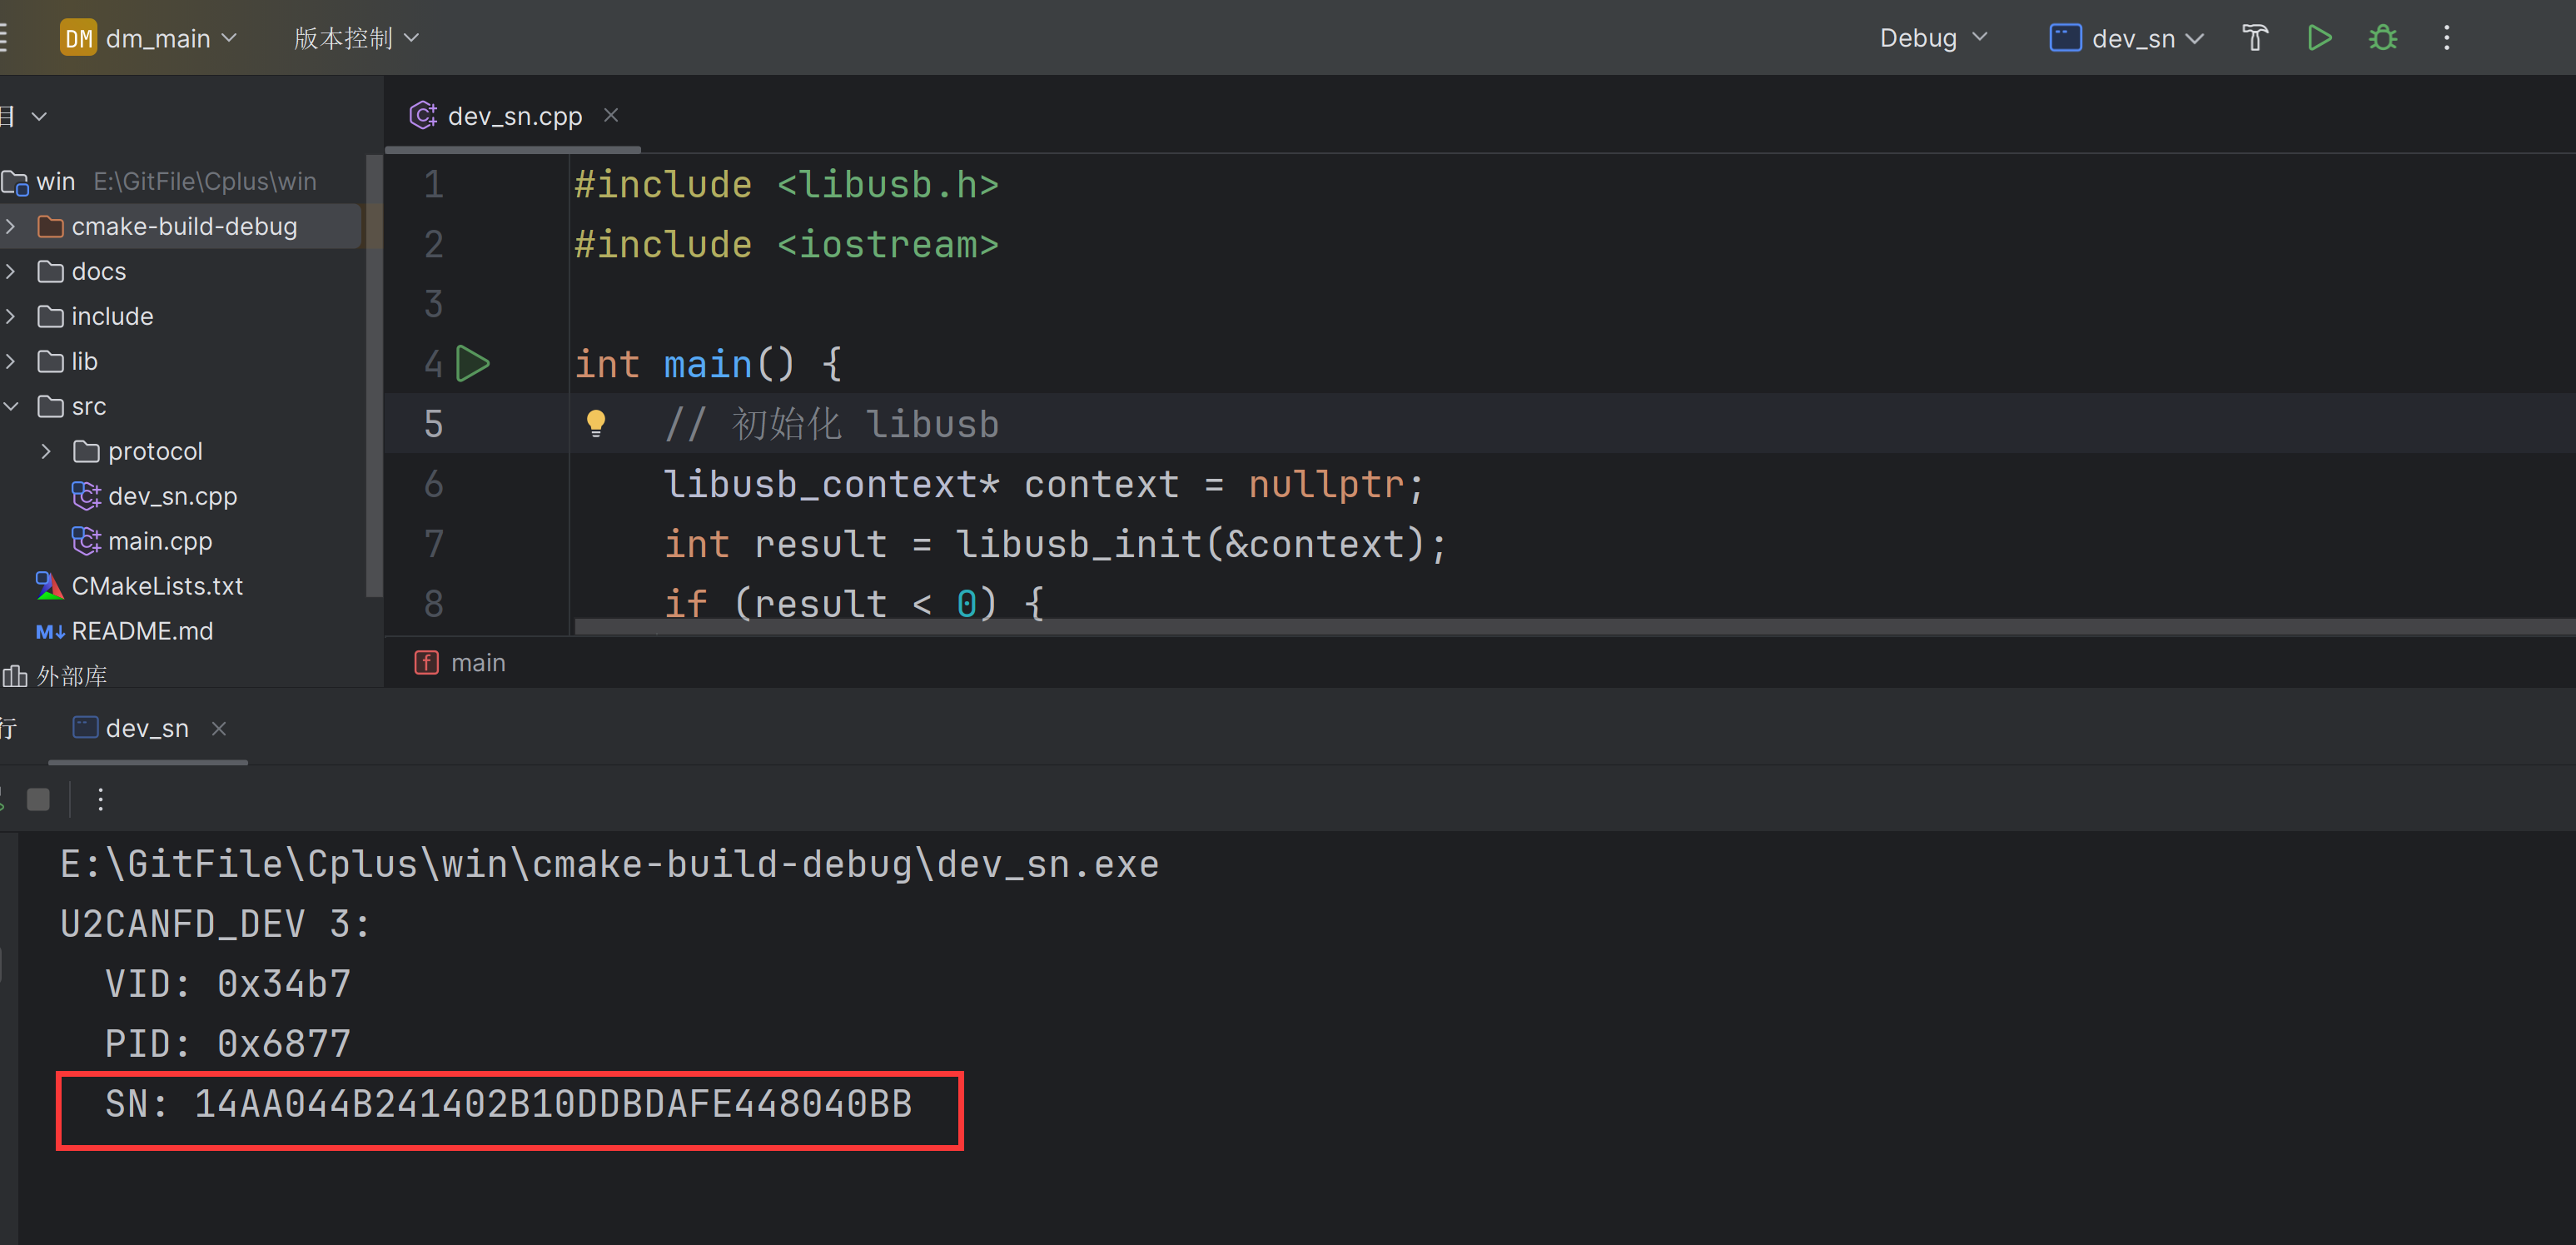 DM dm_main 版本控制 Debug dev_sn
目
dev_sn.cpp
win E:\GitFile\Cplus\win
cmake-build-debug
docs
include
lib
src
protocol
dev_sn.cpp
main.cpp
CMakeLists.txt
M↓ README.md
外部库
1 #include <libusb.h>
2 #include <iostream>
3
4 int main() {
5 // 初始化 libusb
6 libusb_context* context = nullptr;
7 int result = libusb_init(&context);
8 if (result < 0) {
f main
行 dev_sn
E:\GitFile\Cplus\win\cmake-build-debug\dev_sn.exe
U2CANFD_DEV 3:
VID: 0x34b7
PID: 0x6877
SN: 14AA044B241402B10DDBDAFE448040BB